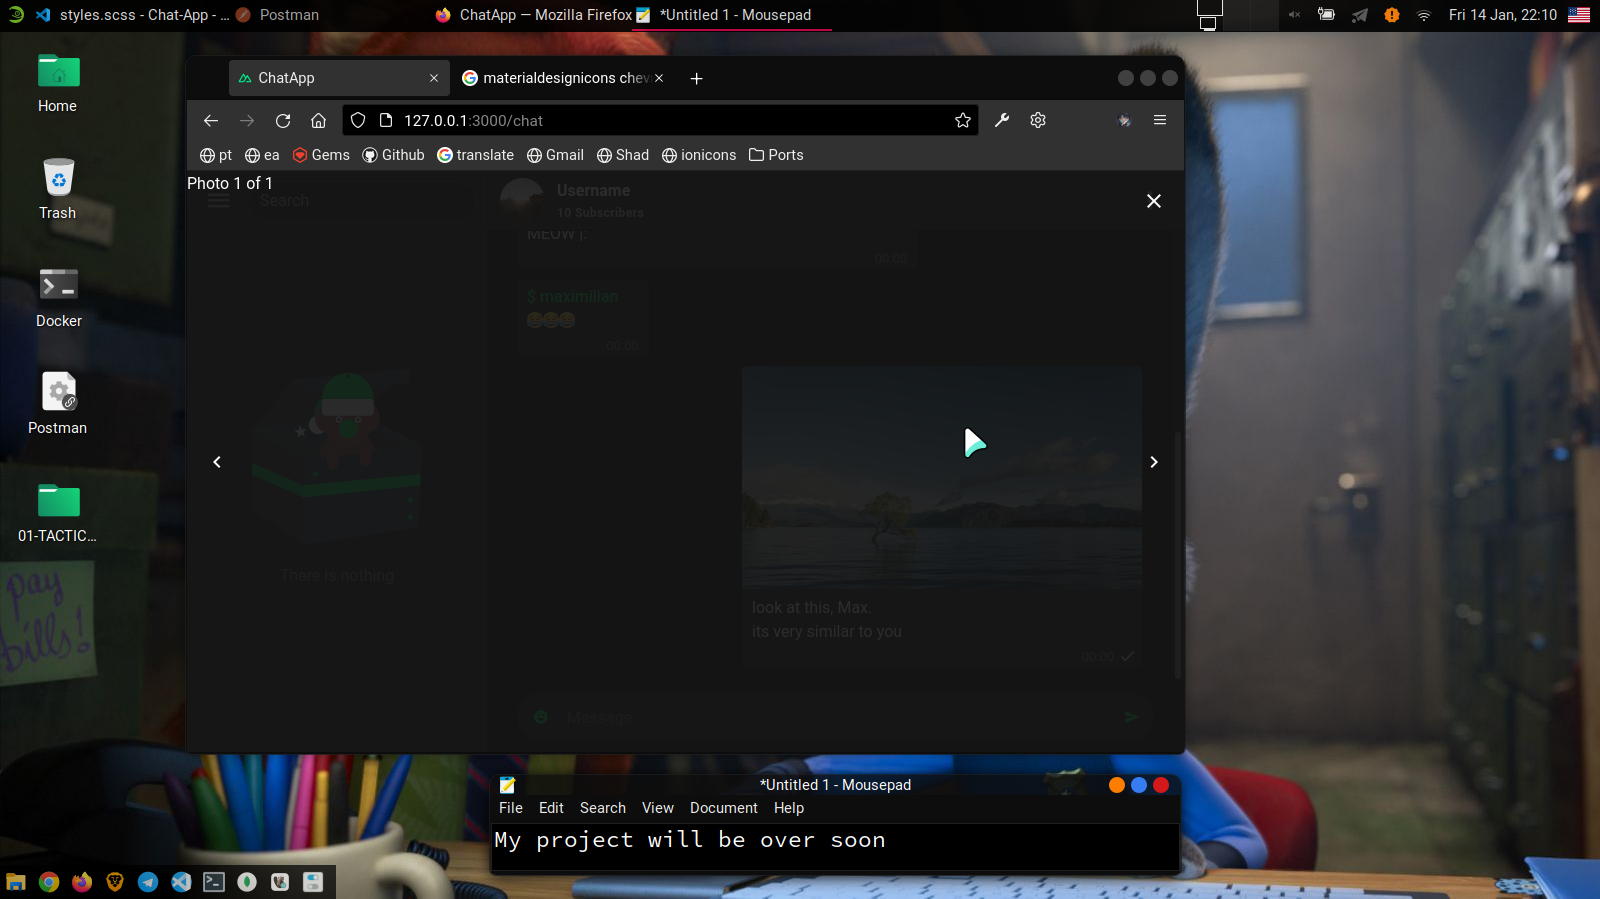 styles.scss - Chat-App - ...
Postman
ChatApp — Mozilla Firefox
*Untitled 1 - Mousepad
Fri 14 Jan, 22:10
Home
Trash
Docker
Postman
01-TACTIC...
pay
bills!
ChatApp
materialdesignicons chev
127.0.0.1:3000/chat
pt
ea
Gems
Github
translate
Gmail
Shad
ionicons
Ports
Photo 1 of 1
Search
Username
10 Subscribers
MEOW |:
00:00
$ maximilian
00:00
There is nothing
look at this, Max.
its very similar to you
00:00
Message
*Untitled 1 - Mousepad
File Edit Search View Document Help
My project will be over soon